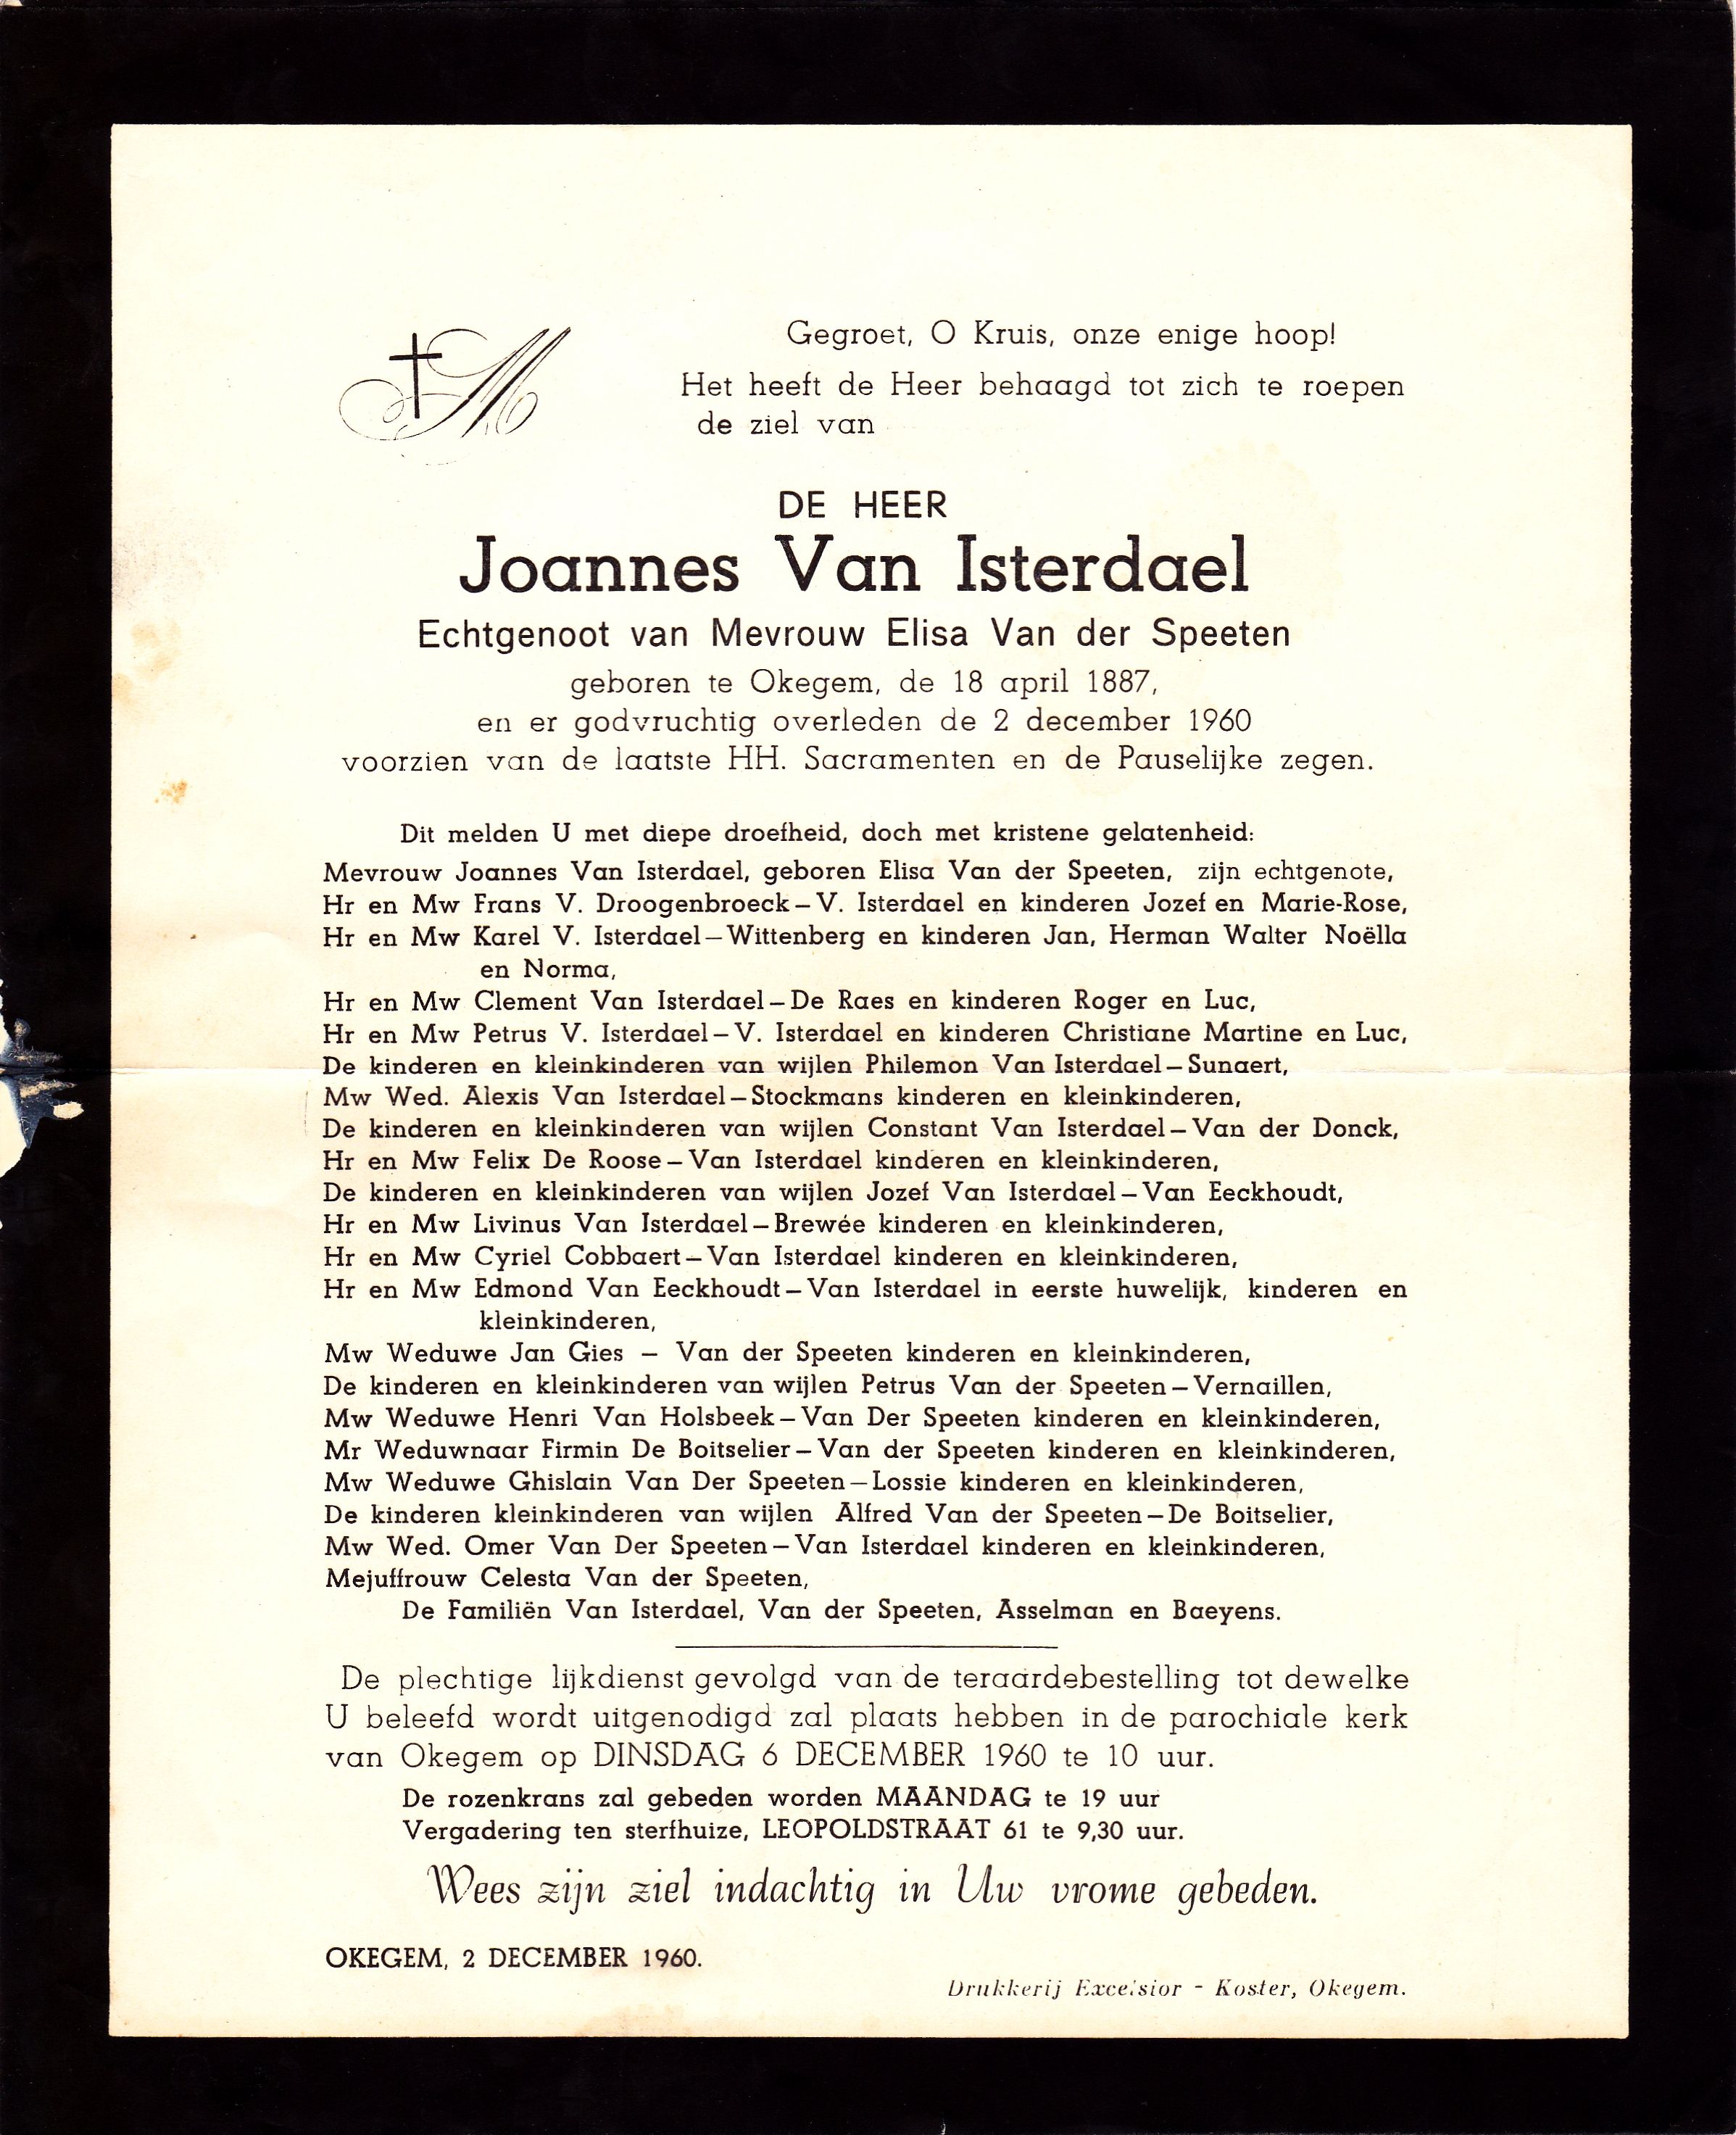 M
Gegroet, O Kruis, onze enige hoop!
Het heeft de Heer behaagd tot zich te roepen
de ziel van
DE HEER
Joannes Van Isterdael
Echtgenoot van Mevrouw Elisa Van der Speeten
geboren te Okegem, de 18 april 1887,
en er godvruchtig overleden de 2 december 1960
voorzien van de laatste HH. Sacramenten en de Pauselijke zegen.
Dit melden U met diepe droefheid, doch met kristene gelatenheid:
Mevrouw Joannes Van Isterdael, geboren Elisa Van der Speeten, zijn echtgenote,
Hr en Mw Frans V. Droogenbroeck – V. Isterdael en kinderen Jozef en Marie-Rose,
Hr en Mw Karel V. Isterdael – Wittenberg en kinderen Jan, Herman Walter Noëlla
en Norma,
Hr en Mw Clement Van Isterdael – De Raes en kinderen Roger en Luc,
Hr en Mw Petrus V. Isterdael – V. Isterdael en kinderen Christiane Martine en Luc,
De kinderen en kleinkinderen van wijlen Philemon Van Isterdael – Sunaert,
Mw Wed. Alexis Van Isterdael – Stockmans kinderen en kleinkinderen,
De kinderen en kleinkinderen van wijlen Constant Van Isterdael – Van der Donck,
Hr en Mw Felix De Roose – Van Isterdael kinderen en kleinkinderen,
De kinderen en kleinkinderen van wijlen Jozef Van Isterdael – Van Eeckhoudt,
Hr en Mw Livinus Van Isterdael – Brewée kinderen en kleinkinderen,
Hr en Mw Cyriel Cobbaert – Van Isterdael kinderen en kleinkinderen,
Hr en Mw Edmond Van Eeckhoudt – Van Isterdael in eerste huwelijk, kinderen en
kleinkinderen,
Mw Weduwe Jan Gies – Van der Speeten kinderen en kleinkinderen,
De kinderen en kleinkinderen van wijlen Petrus Van der Speeten – Vernaillen,
Mw Weduwe Henri Van Holsbeek – Van Der Speeten kinderen en kleinkinderen,
Mr Weduwnaar Firmin De Boitselier – Van der Speeten kinderen en kleinkinderen,
Mw Weduwe Ghislain Van Der Speeten – Lossie kinderen en kleinkinderen,
De kinderen kleinkinderen van wijlen Alfred Van der Speeten – De Boitselier,
Mw Wed. Omer Van Der Speeten – Van Isterdael kinderen en kleinkinderen,
Mejuffrouw Celesta Van der Speeten,
De Familiën Van Isterdael, Van der Speeten, Asselman en Baeyens.
De plechtige lijkdienst gevolgd van de teraardebestelling tot dewelke
U beleefd wordt uitgenodigd zal plaats hebben in de parochiale kerk
van Okegem op DINSDAG 6 DECEMBER 1960 te 10 uur.
De rozenkrans zal gebeden worden MAANDAG te 19 uur
Vergadering ten sterfhuize, LEOPOLDSTRAAT 61 te 9,30 uur.
Wees zijn ziel indachtig in Uw vrome gebeden.
OKEGEM, 2 DECEMBER 1960.
Drukkerij Excelsior - Koster, Okegem.